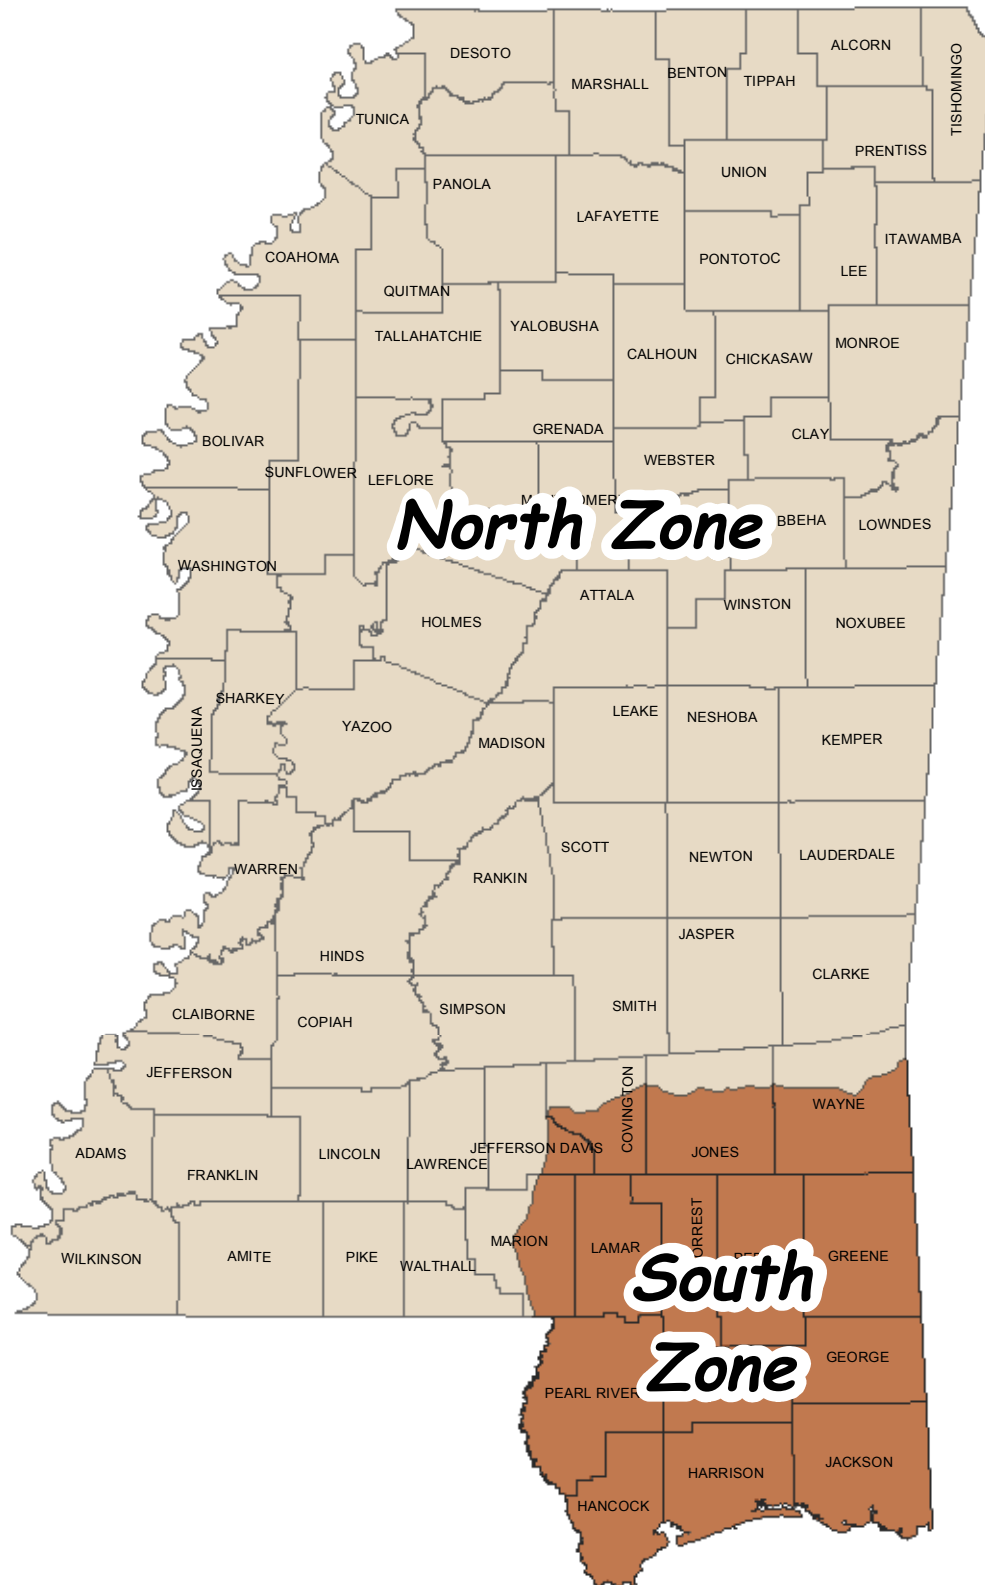 DESOTO
ALCORN
MARSHALL
BENTON
TIPPAH
TISHOMINGO
TUNICA
PRENTISS
UNION
PANOLA
LAFAYETTE
ITAWAMBA
COAHOMA
PONTOTOC
LEE
QUITMAN
TALLAHATCHIE
YALOBUSHA
CALHOUN
CHICKASAW
MONROE
GRENADA
CLAY
BOLIVAR
SUNFLOWER
LEFLORE
WEBSTER
North Zone
BBEHA
LOWNDES
WASHINGTON
ATTALA
WINSTON
HOLMES
NOXUBEE
SHARKEY
ISSAQUENA
YAZOO
LEAKE
NESHOBA
MADISON
KEMPER
SCOTT
NEWTON
LAUDERDALE
WARREN
RANKIN
HINDS
JASPER
CLARKE
CLAIBORNE
COPIAH
SIMPSON
SMITH
JEFFERSON
COVINGTON
WAYNE
ADAMS
FRANKLIN
LINCOLN
LAWRENCE
JEFFERSON DAVIS
JONES
WILKINSON
AMITE
PIKE
WALTHALL
MARION
LAMAR
ORREST
GREENE
South
Zone
GEORGE
PEARL RIVER
HANCOCK
HARRISON
JACKSON